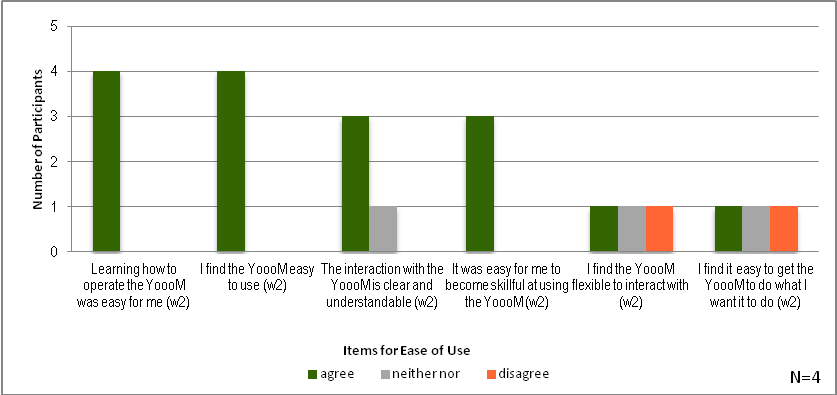 5
4
3
2
1
0
Number of Participants
Learning how to
operate the YoooM
was easy for me (w2)
I find the YoooM easy
to use (w2)
The interaction with the
YoooM is clear and
understandable (w2)
It was easy for me to
become skillful at using
the YoooM (w2)
I find the YoooM
flexible to interact with
(w2)
I find it easy to get the
YoooM to do what I
want it to do (w2)
Items for Ease of Use
agree
neither nor
disagree
N=4